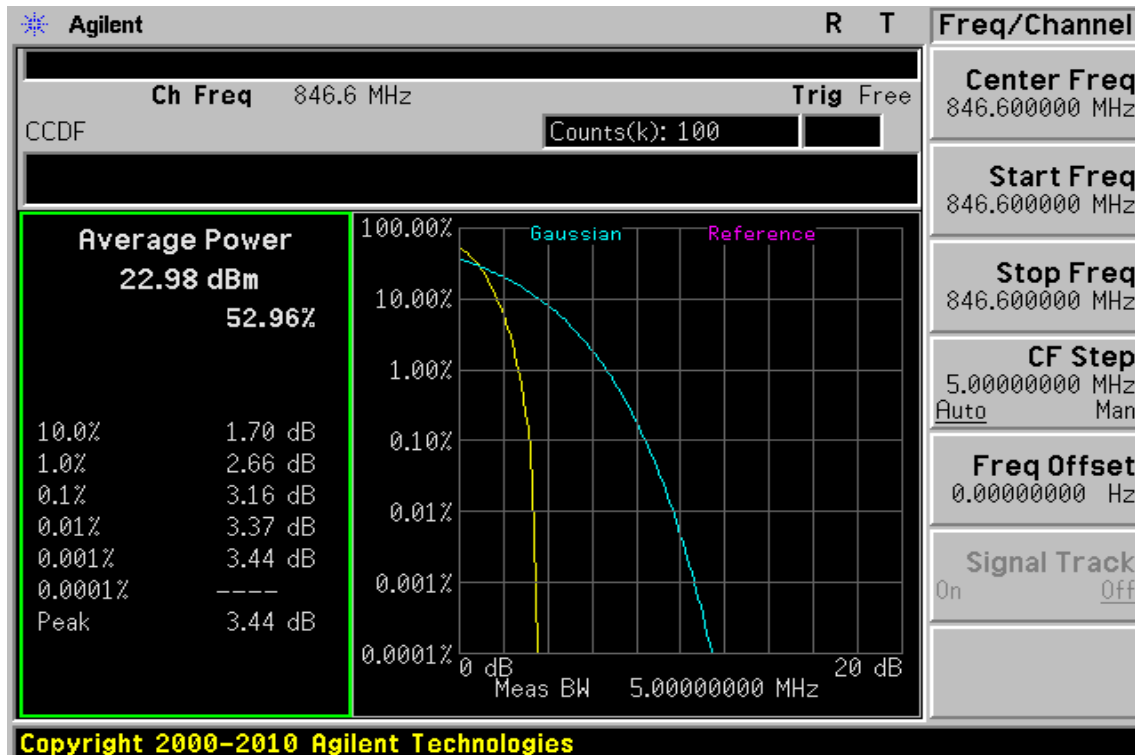 Agilent R T Freq/Channel
Ch Freq 846.6 MHz Trig Free
CCDF Counts(k): 100
Average Power
22.98 dBm
52.96%
10.0% 1.70 dB
1.0% 2.66 dB
0.1% 3.16 dB
0.01% 3.37 dB
0.001% 3.44 dB
0.0001% ----
Peak 3.44 dB
Gaussian Reference
100.00%
10.00%
1.00%
0.10%
0.01%
0.001%
0.0001%
0 dB 20 dB
Meas BW 5.00000000 MHz
Center Freq
846.600000 MHz
Start Freq
846.600000 MHz
Stop Freq
846.600000 MHz
CF Step
5.00000000 MHz
Auto Man
Freq Offset
0.00000000 Hz
Signal Track
On Off
Copyright 2000-2010 Agilent Technologies